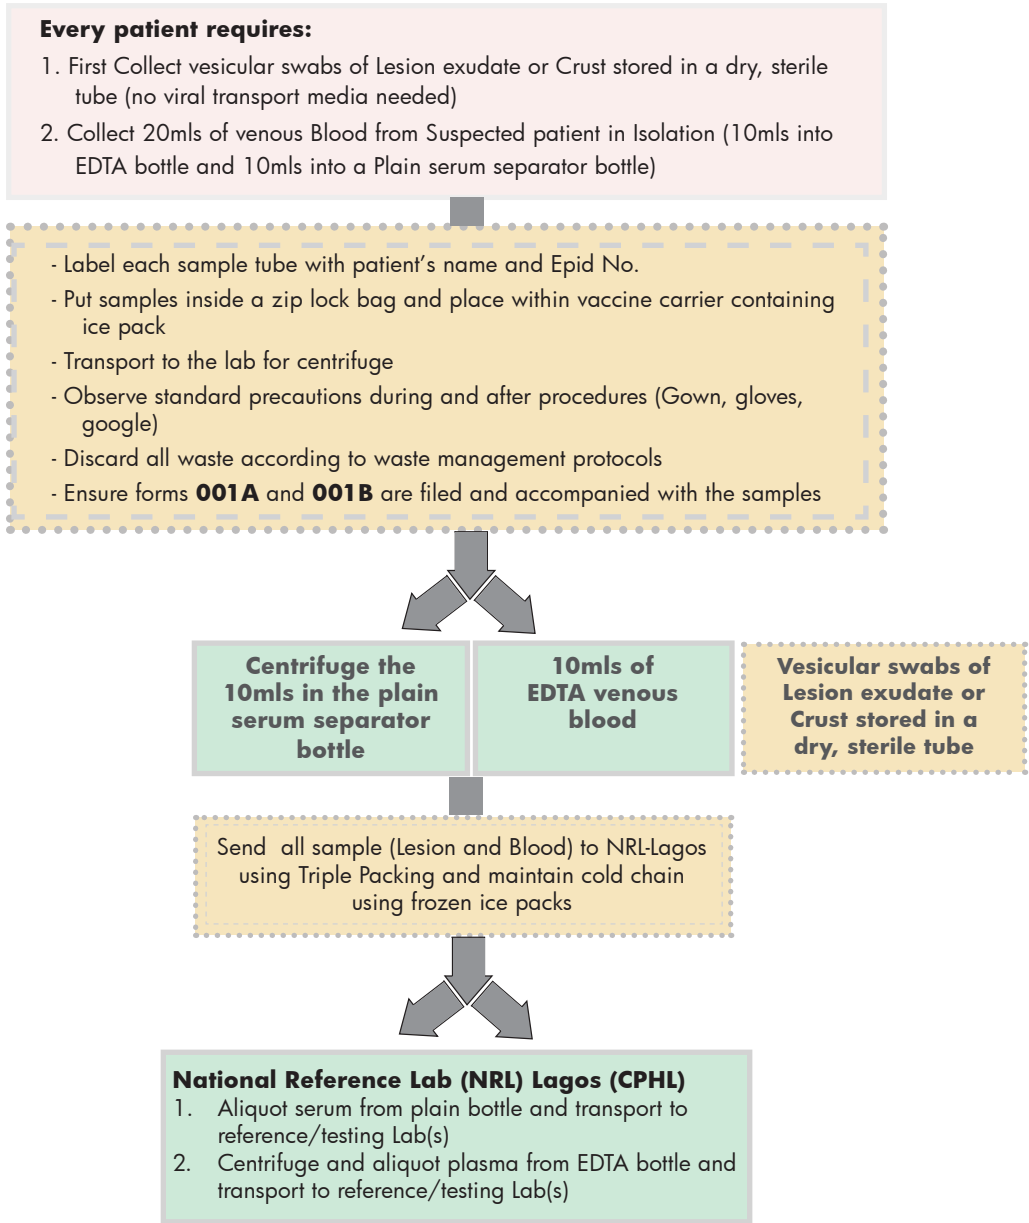 Every patient requires:
1. First Collect vesicular swabs of Lesion exudate or Crust stored in a dry, sterile
tube (no viral transport media needed)
2. Collect 20mls of venous Blood from Suspected patient in Isolation (10mls into
EDTA bottle and 10mls into a Plain serum separator bottle)
- Label each sample tube with patient's name and Epid No.
- Put samples inside a zip lock bag and place within vaccine carrier containing
ice pack
- Transport to the lab for centrifuge
- Observe standard precautions during and after procedures (Gown, gloves,
google)
- Discard all waste according to waste management protocols
- Ensure forms 001A and 001B are filed and accompanied with the samples
Centrifuge the
10mls in the plain
serum separator
bottle
10mls of
EDTA venous
blood
Vesicular swabs of
Lesion exudate or
Crust stored in a
dry, sterile tube
Send all sample (Lesion and Blood) to NRL-Lagos
using Triple Packing and maintain cold chain
using frozen ice packs
National Reference Lab (NRL) Lagos (CPHL)
1. Aliquot serum from plain bottle and transport to
reference/testing Lab(s)
2. Centrifuge and aliquot plasma from EDTA bottle and
transport to reference/testing Lab(s)